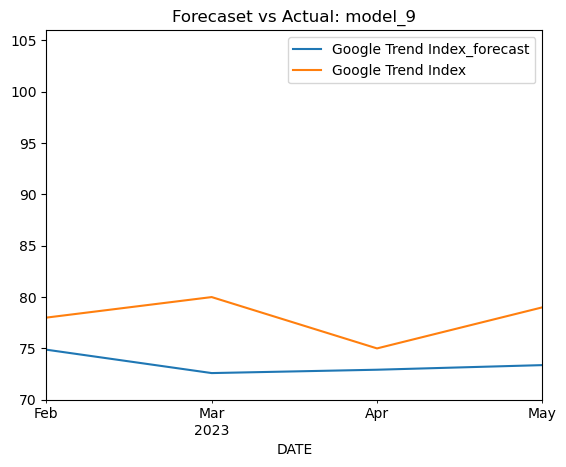 Forecaset vs Actual: model_9
Google Trend Index_forecast
Google Trend Index
105
100
95
90
85
80
75
70
Feb
Mar
Apr
May
2023
DATE